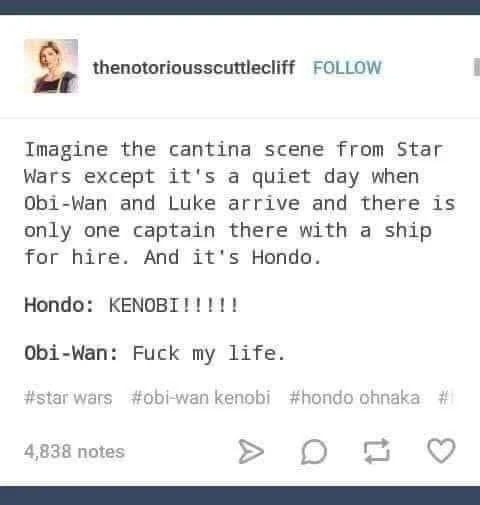 thenotoriousscuttlecliff FOLLOW
Imagine the cantina scene from Star
Wars except it's a quiet day when
Obi-Wan and Luke arrive and there is
only one captain there with a ship
for hire. And it's Hondo.
Hondo: KENOBI!!!!!
Obi-Wan: Fuck my life.
#star wars #obi-wan kenobi #hondo ohnaka #
4,838 notes